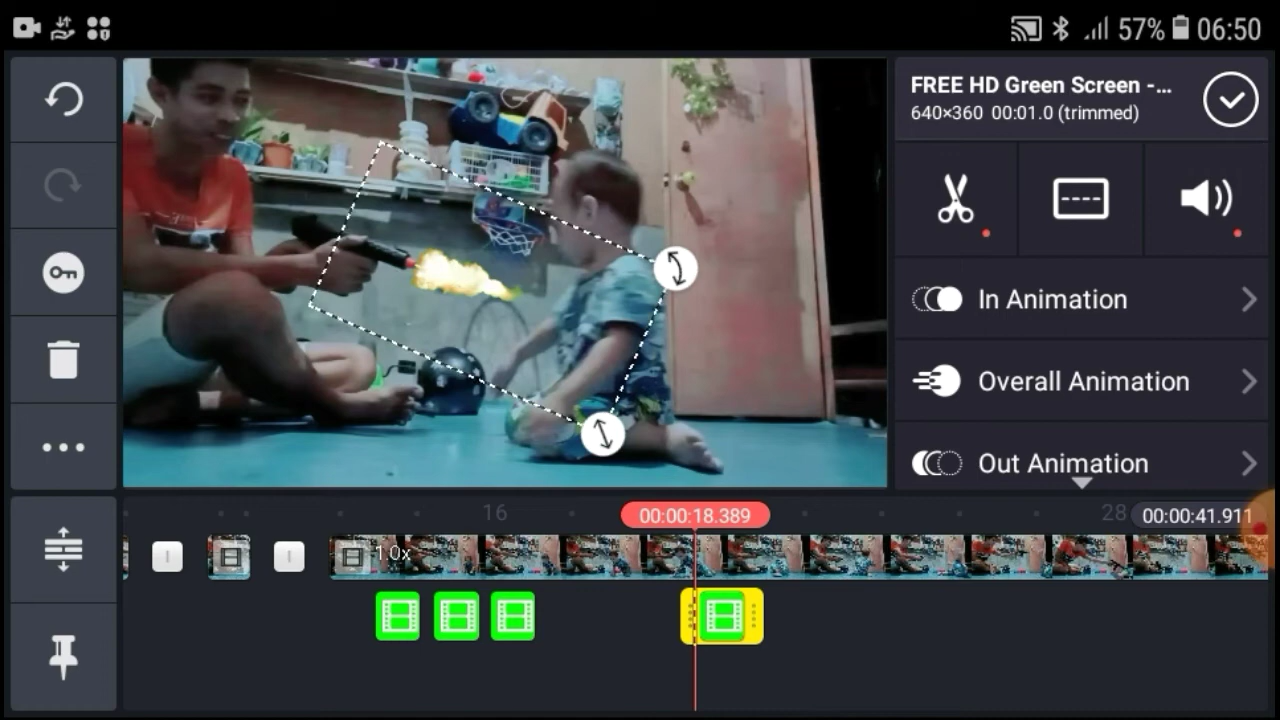 57% 06:50
FREE HD Green Screen -...
640×360 00:01.0 (trimmed)
In Animation
Overall Animation
Out Animation
16
00:00:18.389
28
00:00:41.911
1.0x